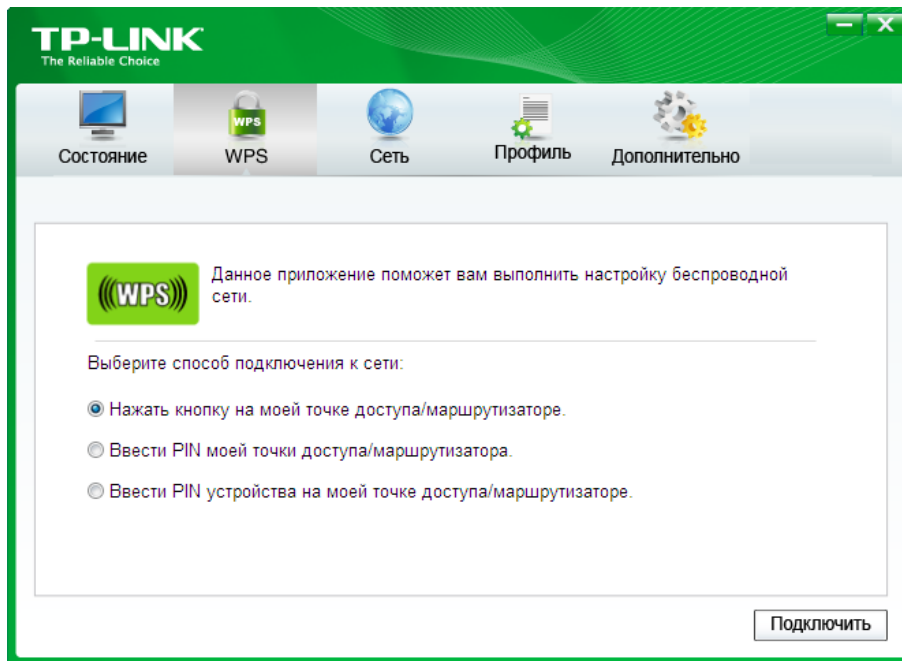 TP-LINK
The Reliable Choice
Состояние
WPS
WPS
Сеть
Профиль
Дополнительно
WPS
Данное приложение поможет вам выполнить настройку беспроводной
сети.
Выберите способ подключения к сети:
Нажать кнопку на моей точке доступа/маршрутизаторе.
Ввести PIN моей точки доступа/маршрутизатора.
Ввести PIN устройства на моей точке доступа/маршрутизаторе.
Подключить